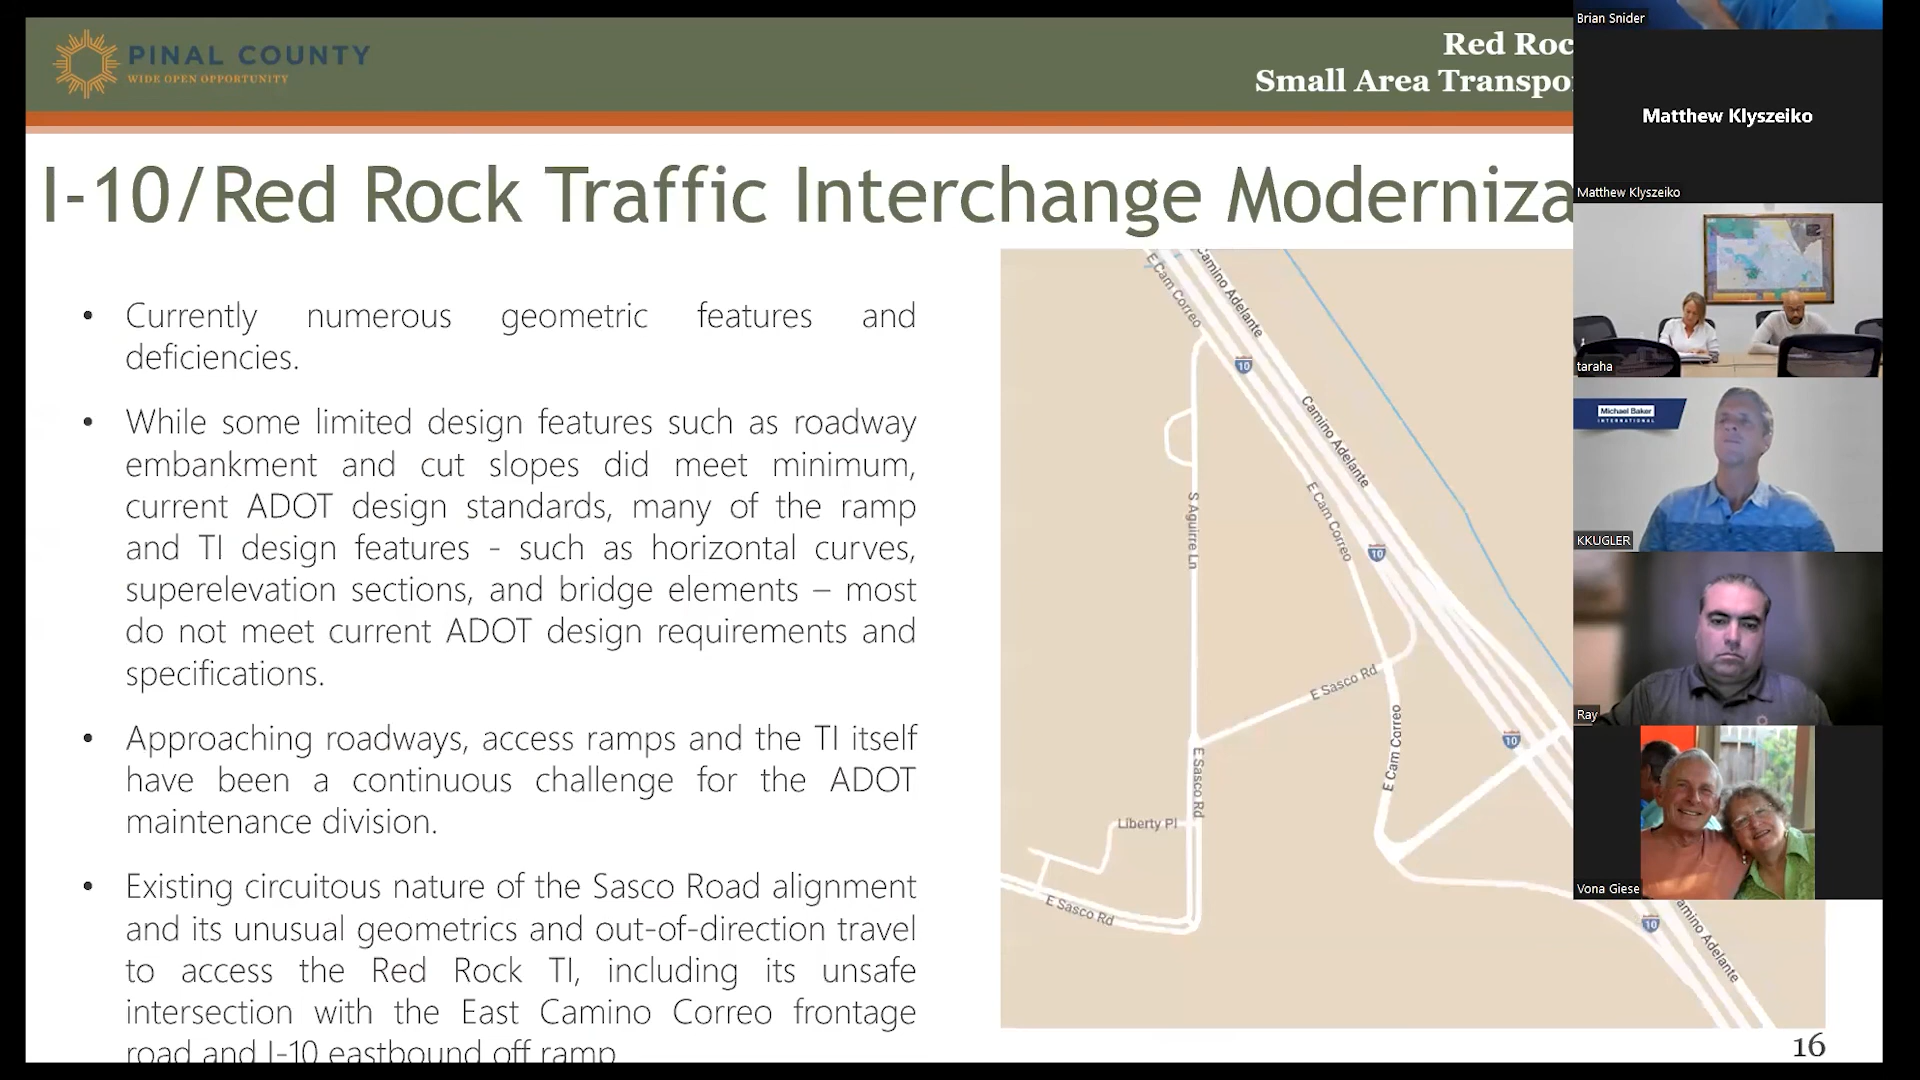 PINAL COUNTY
WIDE OPEN OPPORTUNITY
Red Roc
Small Area Transpo
I-10/Red Rock Traffic Interchange Moderniza
• Currently numerous geometric features and
deficiencies.
• While some limited design features such as roadway
embankment and cut slopes did meet minimum,
current ADOT design standards, many of the ramp
and TI design features - such as horizontal curves,
superelevation sections, and bridge elements – most
do not meet current ADOT design requirements and
specifications.
• Approaching roadways, access ramps and the TI itself
have been a continuous challenge for the ADOT
maintenance division.
• Existing circuitous nature of the Sasco Road alignment
and its unusual geometrics and out-of-direction travel
to access the Red Rock TI, including its unsafe
intersection with the East Camino Correo frontage
road and I-10 eastbound off ramp
E Cam Correo
Camino Adelante
10
Camino Adelante
E Cam Correo
10
S Aguirre Ln
E Sasco Rd
E Cam Correo
10
E Sasco Rd
Liberty Pl
E Sasco Rd
10
amino Adelante
16
Brian Snider
Matthew Klyszeiko
Matthew Klyszeiko
taraha
Michael Baker
INTERNATIONAL
KKUGLER
Ray
Vona Giese